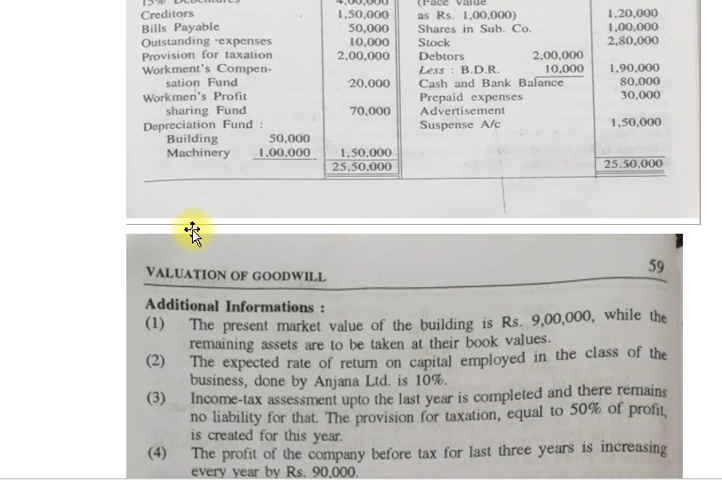 15% Debentures 4,00,000 (Face value
Creditors 1,50,000 as Rs. 1,00,000) 1,20,000
Bills Payable 50,000 Shares in Sub. Co. 1,00,000
Outstanding expenses 10,000 Stock 2,80,000
Provision for taxation 2,00,000 Debtors 2,00,000
Workment's Compen- Less : B.D.R. 10,000 1,90,000
sation Fund 20,000 Cash and Bank Balance 80,000
Workmen's Profit Prepaid expenses 30,000
sharing Fund 70,000 Advertisement
Depreciation Fund : Suspense A/c 1,50,000
Building 50,000
Machinery 1,00,000 1,50,000
25,50,000 25,50,000
VALUATION OF GOODWILL 59
Additional Informations :
(1) The present market value of the building is Rs. 9,00,000, while the
remaining assets are to be taken at their book values.
(2) The expected rate of return on capital employed in the class of the
business, done by Anjana Ltd. is 10%.
(3) Income-tax assessment upto the last year is completed and there remains
no liability for that. The provision for taxation, equal to 50% of profit,
is created for this year.
(4) The profit of the company before tax for last three years is increasing
every year by Rs. 90,000.